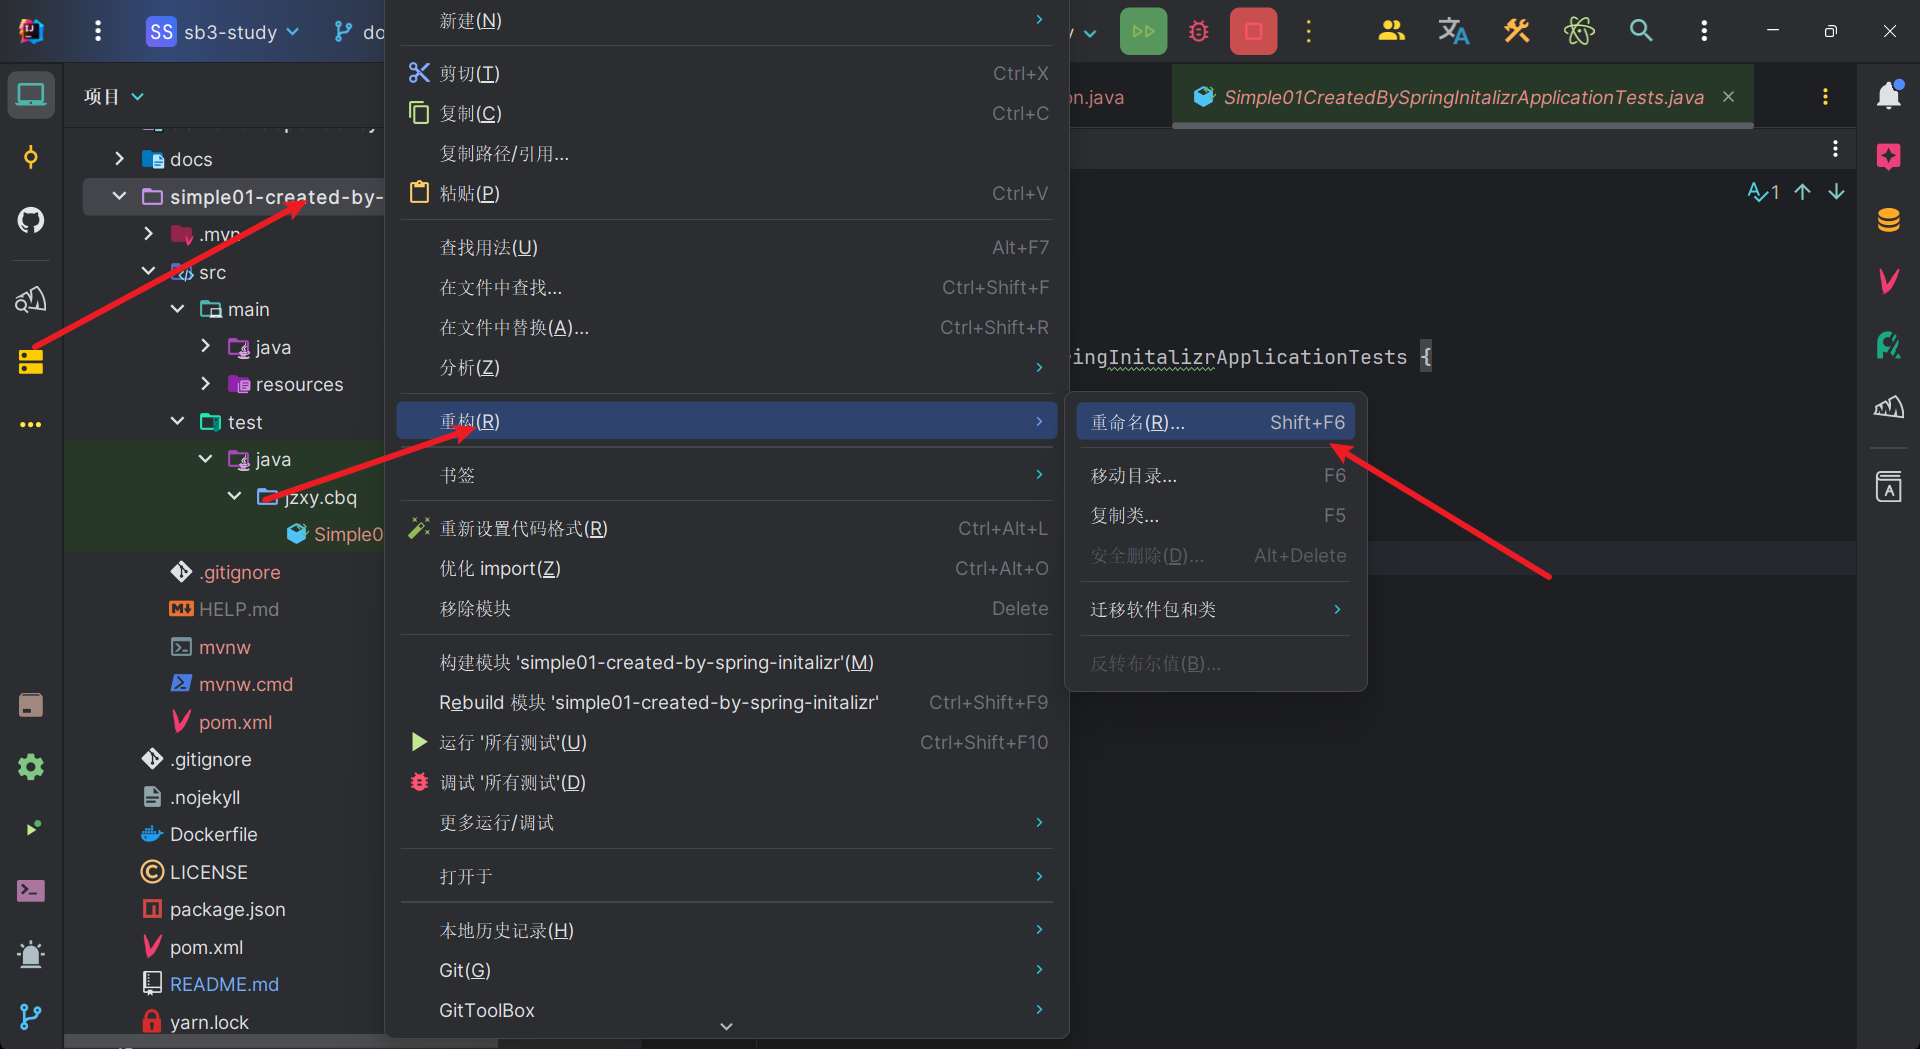 SS sb3-study
项目
docs
simple01-created-by-
.mvn
src
main
java
resources
test
java
jzxy.cbq
Simple0
.gitignore
HELP.md
mvnw
mvnw.cmd
pom.xml
.gitignore
.nojekyll
Dockerfile
LICENSE
package.json
pom.xml
README.md
yarn.lock
新建(N)
剪切(T) Ctrl+X
复制(C) Ctrl+C
复制路径/引用...
粘贴(P) Ctrl+V
查找用法(U) Alt+F7
在文件中查找... Ctrl+Shift+F
在文件中替换(A)... Ctrl+Shift+R
分析(Z)
重构(R)
书签
重新设置代码格式(R) Ctrl+Alt+L
优化 import(Z) Ctrl+Alt+O
移除模块 Delete
构建模块 'simple01-created-by-spring-initalizr'(M)
Rebuild 模块 'simple01-created-by-spring-initalizr' Ctrl+Shift+F9
运行 '所有测试'(U) Ctrl+Shift+F10
调试 '所有测试'(D)
更多运行/调试
打开于
本地历史记录(H)
Git(G)
GitToolBox
重命名(R)... Shift+F6
移动目录... F6
复制类... F5
安全删除(D)... Alt+Delete
迁移软件包和类
反转布尔值(B)...
on.java
Simple01CreatedBySpringInitalizrApplicationTests.java
1
ingInitalizrApplicationTests {